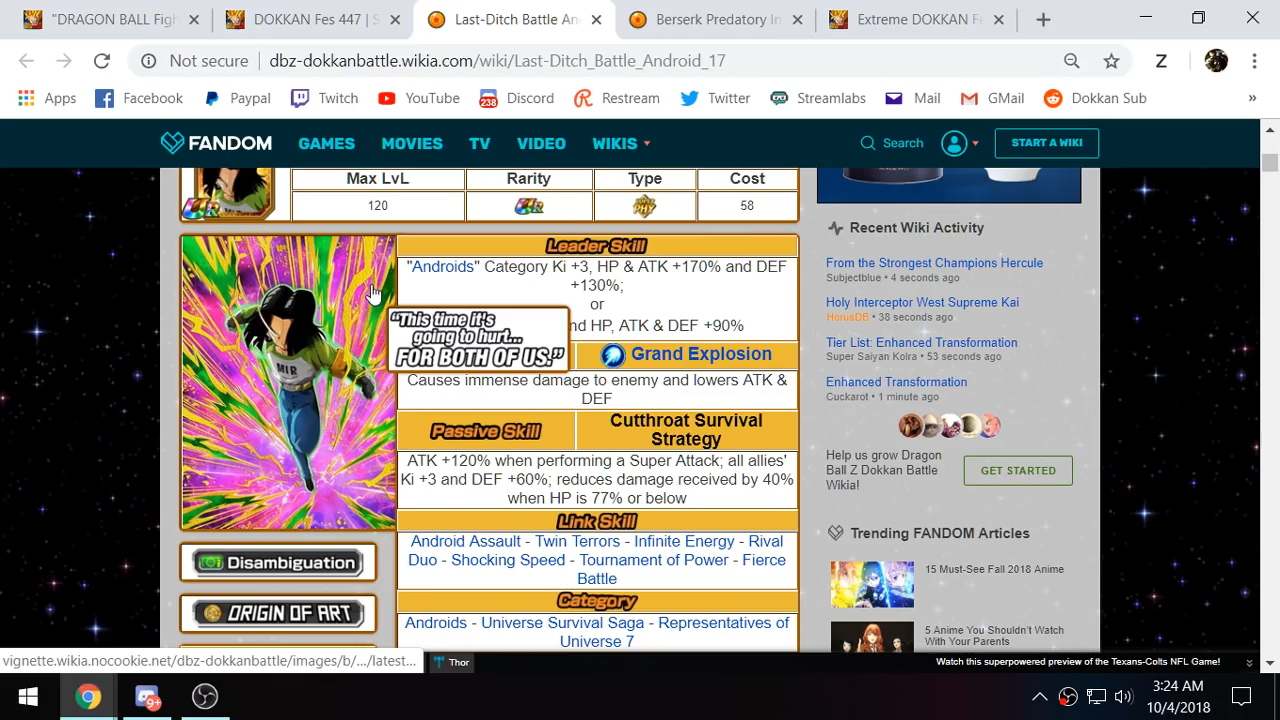 "DRAGON BALL Figh
DOKKAN Fes 447 | S
Last-Ditch Battle An
Berserk Predatory In
Extreme DOKKAN Fe
Not secure
dbz-dokkanbattle.wikia.com/wiki/Last-Ditch_Battle_Android_17
Z
Apps
Facebook
Paypal
Twitch
YouTube
238
Discord
Restream
Twitter
Streamlabs
Mail
GMail
Dokkan Sub
»
FANDOM
GAMES
MOVIES
TV
VIDEO
WIKIS
Search
START A WIKI
Max LvL
Rarity
Type
Cost
120
UR
PHY
58
Leader Skill
"Androids" Category Ki +3, HP & ATK +170% and DEF
+130%;
or
nd HP, ATK & DEF +90%
"This time it's
going to hurt...
FOR BOTH OF US."
MIR
Grand Explosion
Causes immense damage to enemy and lowers ATK &
DEF
Passive Skill
Cutthroat Survival
Strategy
ATK +120% when performing a Super Attack; all allies'
Ki +3 and DEF +60%; reduces damage received by 40%
when HP is 77% or below
Link Skill
Android Assault - Twin Terrors - Infinite Energy - Rival
Duo - Shocking Speed - Tournament of Power - Fierce
Battle
Category
Androids - Universe Survival Saga - Representatives of
Universe 7
Disambiguation
ORIGIN OF ART
Recent Wiki Activity
From the Strongest Champions Hercule
Subjectblue • 4 seconds ago
Holy Interceptor West Supreme Kai
HorusDB • 38 seconds ago
Tier List: Enhanced Transformation
Super Saiyan Koira • 53 seconds ago
Enhanced Transformation
Cuckarot • 1 minute ago
Help us grow Dragon
Ball Z Dokkan Battle
Wikia!
GET STARTED
Trending FANDOM Articles
15 Must-See Fall 2018 Anime
5 Anime You Shouldn't Watch
With Your Parents
vignette.wikia.nocookie.net/dbz-dokkanbattle/images/b/.../latest...
Thor
Watch this superpowered preview of the Texans-Colts NFL Game!
9+
3:24 AM
10/4/2018